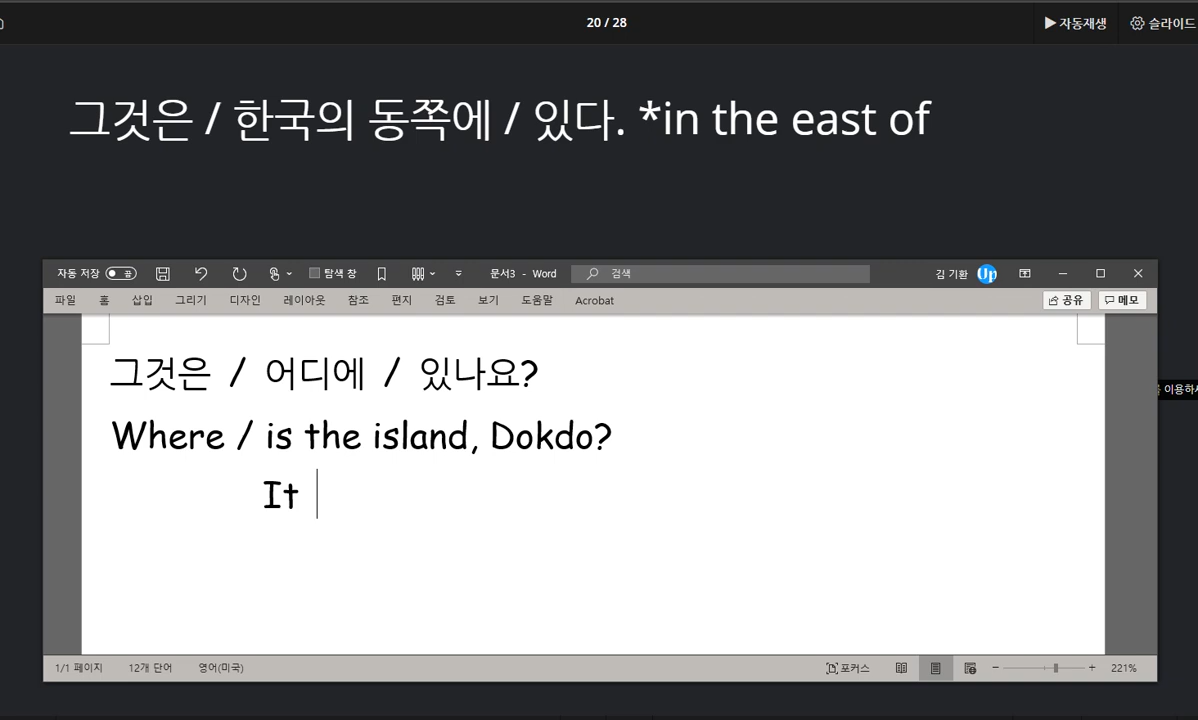 20 / 28
▶ 자동재생
슬라이드
그것은 / 한국의 동쪽에 / 있다. *in the east of
자동 저장
끔
탐색 창
문서3 - Word
검색
김 기환
Up
파일 홈 삽입 그리기 디자인 레이아웃 참조 편지 검토 보기 도움말 Acrobat
공유
메모
그것은 / 어디에 / 있나요?
이용하
Where / is the island, Dokdo?
It
1/1 페이지 12개 단어 영어(미국)
포커스
221%